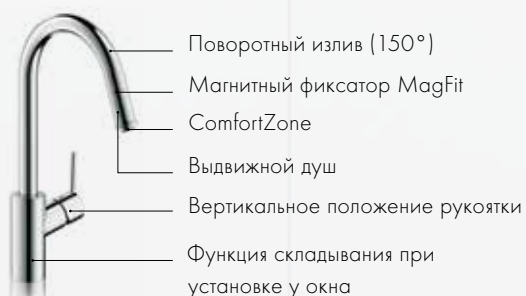 Поворотный излив (150°)
Магнитный фиксатор MagFit
ComfortZone
Выдвижной душ
Вертикальное положение рукоятки
Функция складывания при
установке у окна